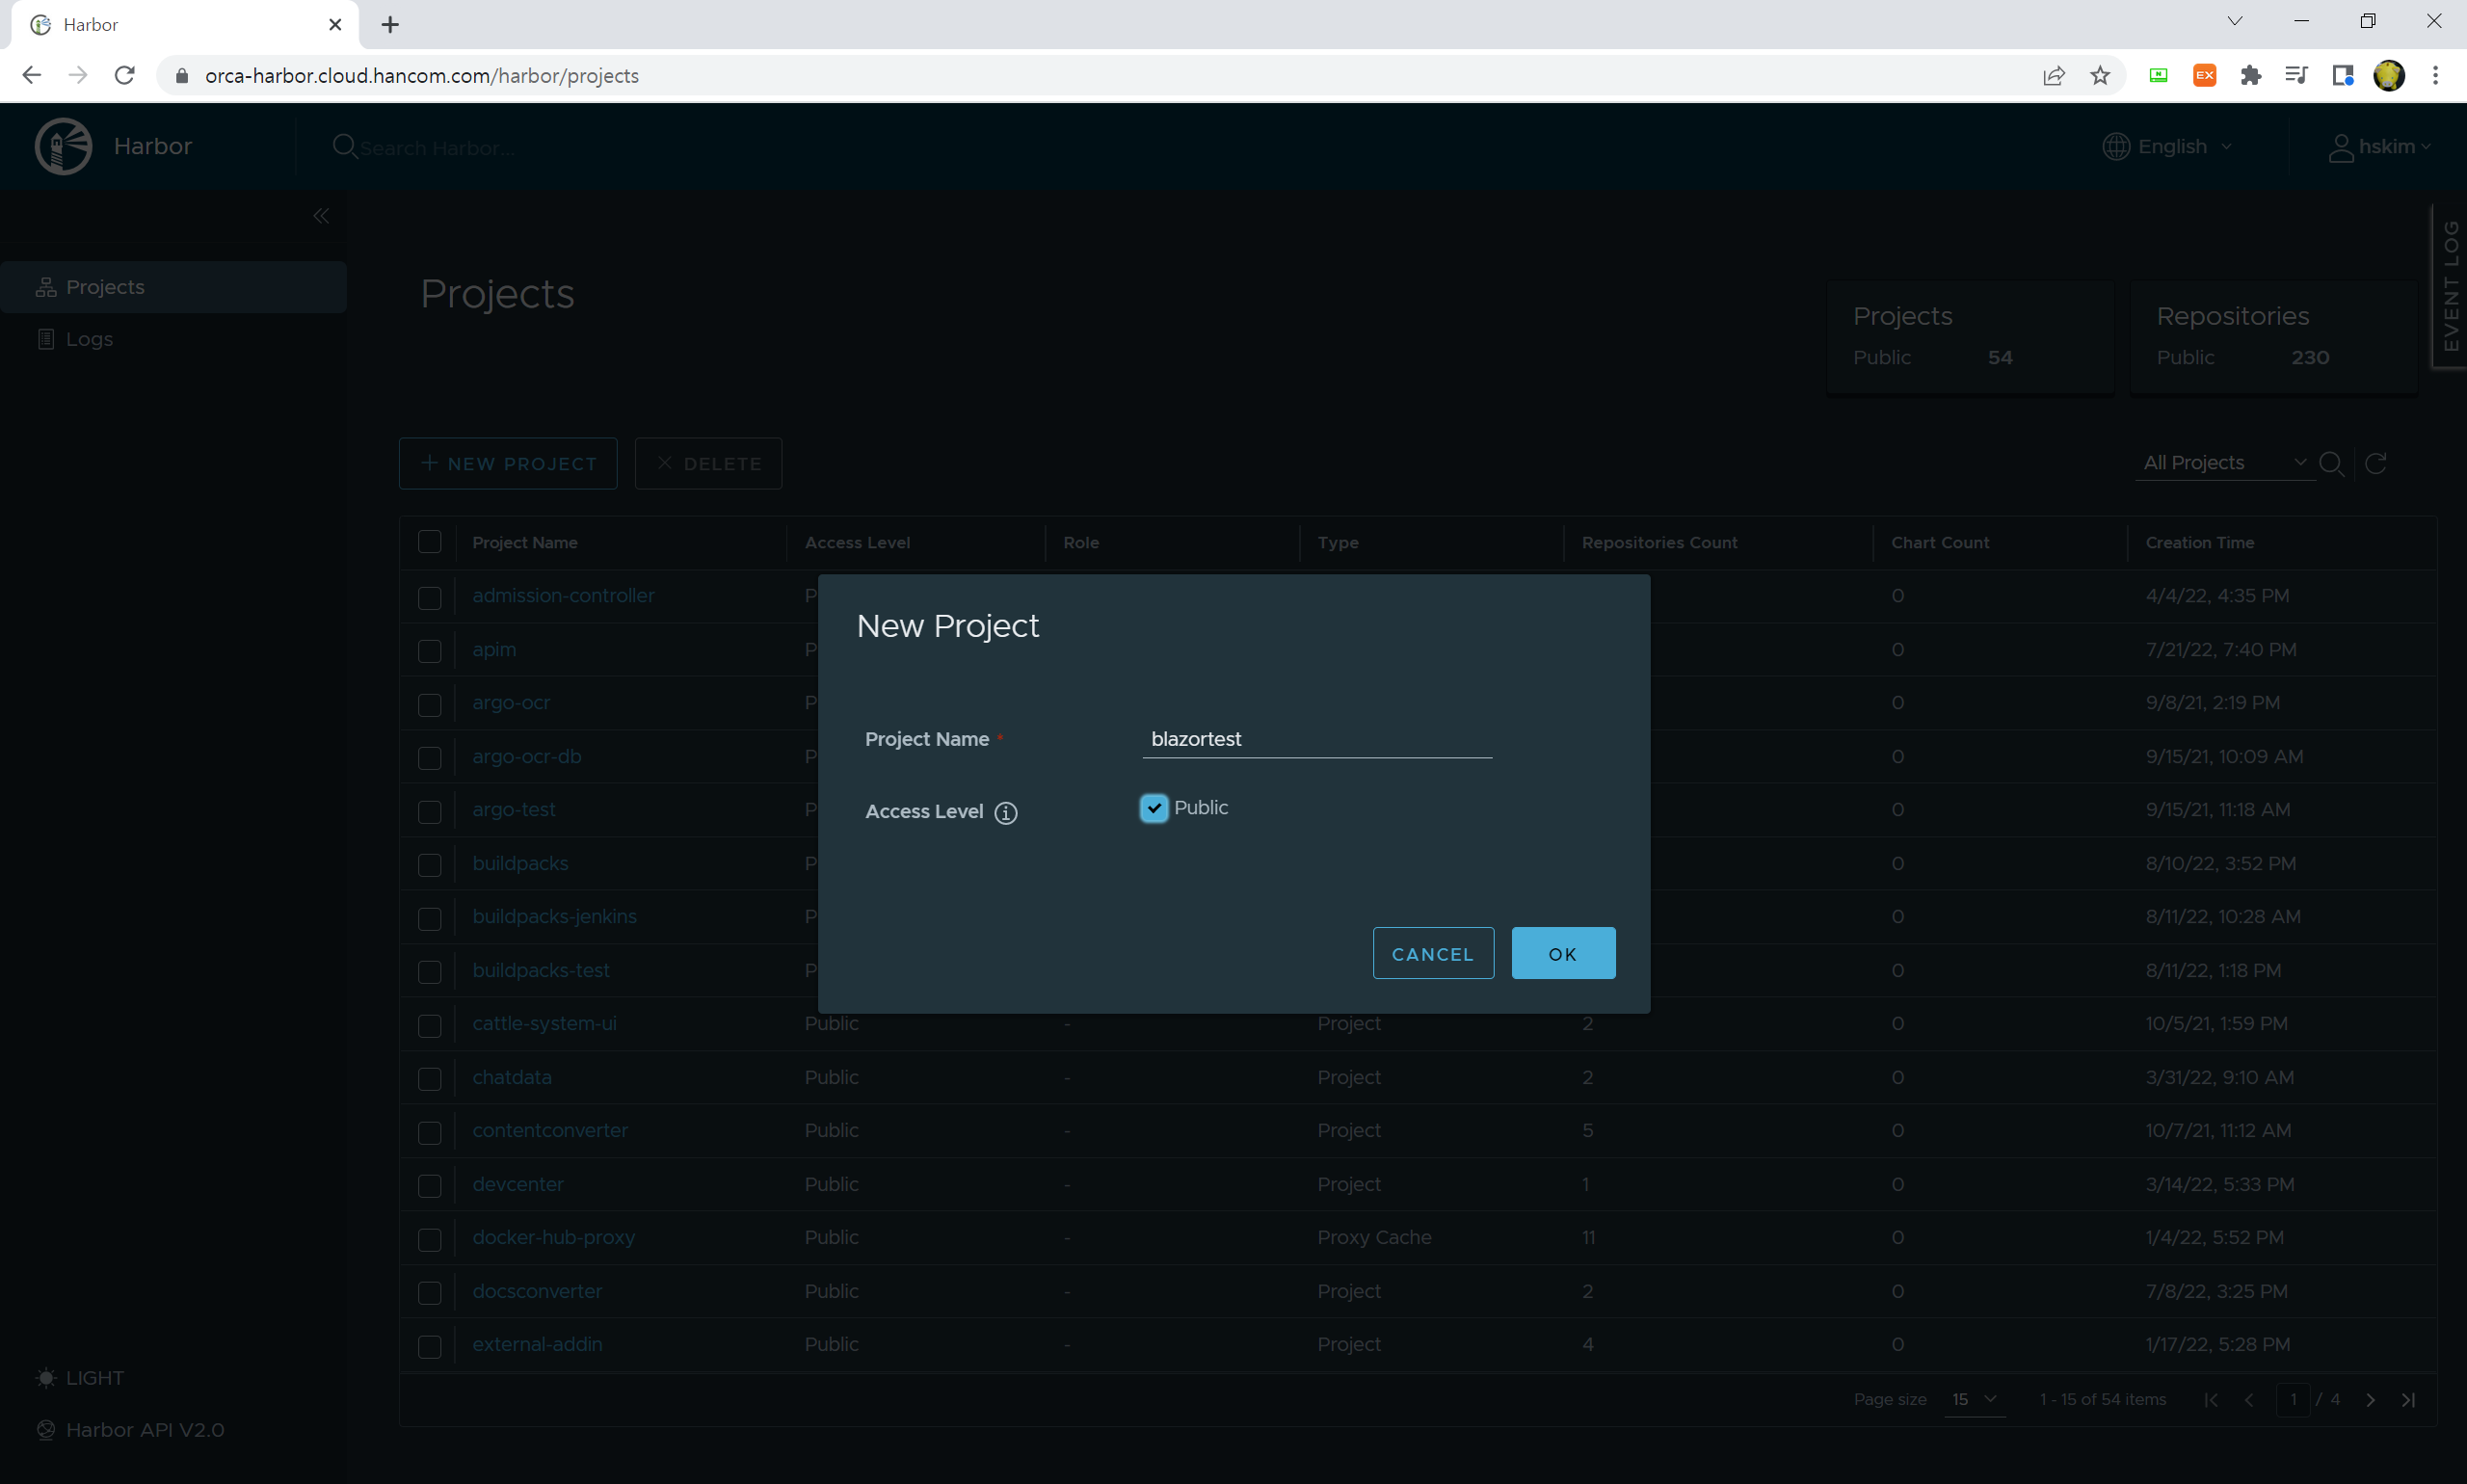 Harbor
orca-harbor.cloud.hancom.com/harbor/projects
EX
Harbor
Search Harbor...
English
hskim
Projects
Logs
Projects
Projects
Public 54
Repositories
Public 230
EVENT LOG
+ NEW PROJECT
× DELETE
All Projects
Project Name Access Level Role Type Repositories Count Chart Count Creation Time
admission-controller P 0 4/4/22, 4:35 PM
apim P 0 7/21/22, 7:40 PM
argo-ocr P 0 9/8/21, 2:19 PM
argo-ocr-db P 0 9/15/21, 10:09 AM
argo-test P 0 9/15/21, 11:18 AM
buildpacks P 0 8/10/22, 3:52 PM
buildpacks-jenkins P 0 8/11/22, 10:28 AM
buildpacks-test P 0 8/11/22, 1:18 PM
cattle-system-ui Public - Project 2 0 10/5/21, 1:59 PM
chatdata Public - Project 2 0 3/31/22, 9:10 AM
contentconverter Public - Project 5 0 10/7/21, 11:12 AM
devcenter Public - Project 1 0 3/14/22, 5:33 PM
docker-hub-proxy Public - Proxy Cache 11 0 1/4/22, 5:52 PM
docsconverter Public - Project 2 0 7/8/22, 3:25 PM
external-addin Public - Project 4 0 1/17/22, 5:28 PM
Page size 15 1 - 15 of 54 items 1 / 4
New Project
Project Name *
blazortest
Access Level
Public
CANCEL
OK
LIGHT
Harbor API V2.0